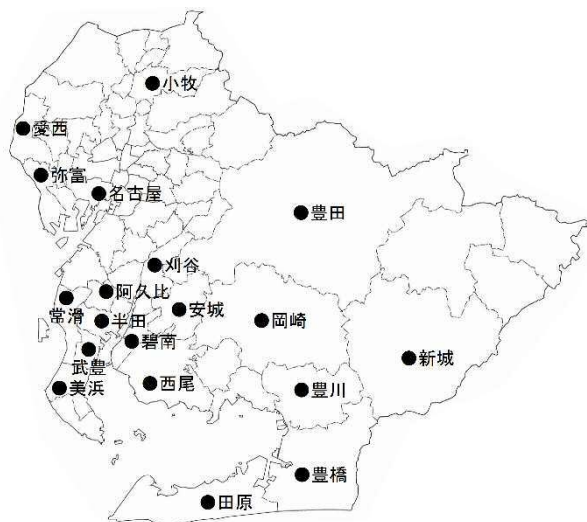 小牧
愛西
弥富
名古屋
豊田
刈谷
阿久比
常滑
安城
半田
岡崎
碧南
武豊
新城
西尾
美浜
豊川
豊橋
田原